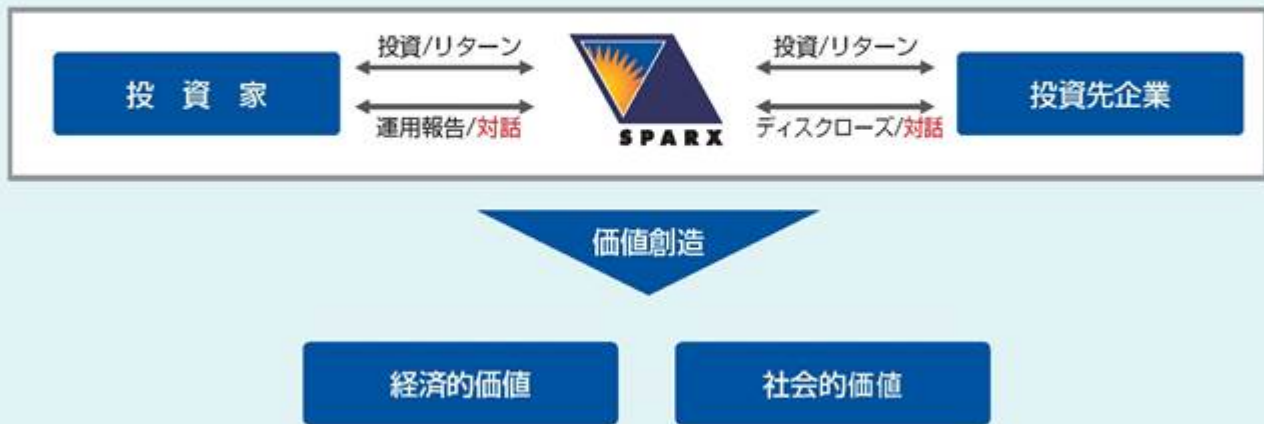 投資/リターン
投資/リターン
投資家
投資先企業
運用報告/対話
SPARX
ディスクローズ/対話
価値創造
経済的価値
社会的価値